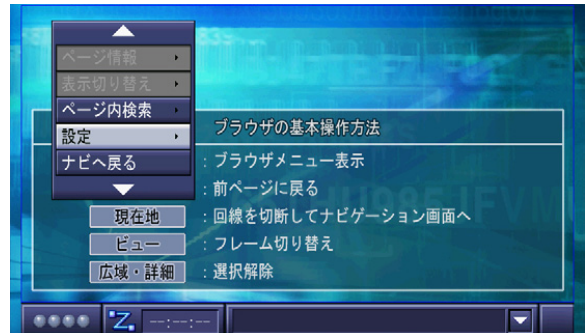 ページ情報
表示切り替え
ページ内検索
設定
ナビへ戻る
ブラウザの基本操作方法
：ブラウザメニュー表示
：前ページに戻る
現在地：回線を切断してナビゲーション画面へ
ビュー：フレーム切り替え
広域・詳細：選択解除
Z. --:--:--